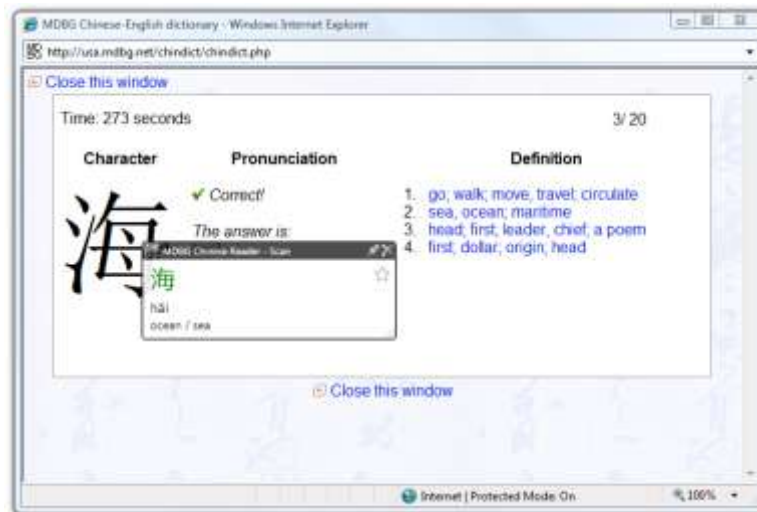 MDBG Chinese-English dictionary - Windows Internet Explorer
http://usa.mdbg.net/chindict/chindict.php
Close this window
Time: 273 seconds
3/ 20
Character Pronunciation Definition
海
✔ Correct!
The answer is:
1. go; walk; move, travel; circulate
2. sea, ocean; maritime
3. head; first; leader, chief; a poem
4. first; dollar; origin; head
MDBG Chinese Reader - Scan
海
hǎi
ocean / sea
Close this window
Internet | Protected Mode: On
100%